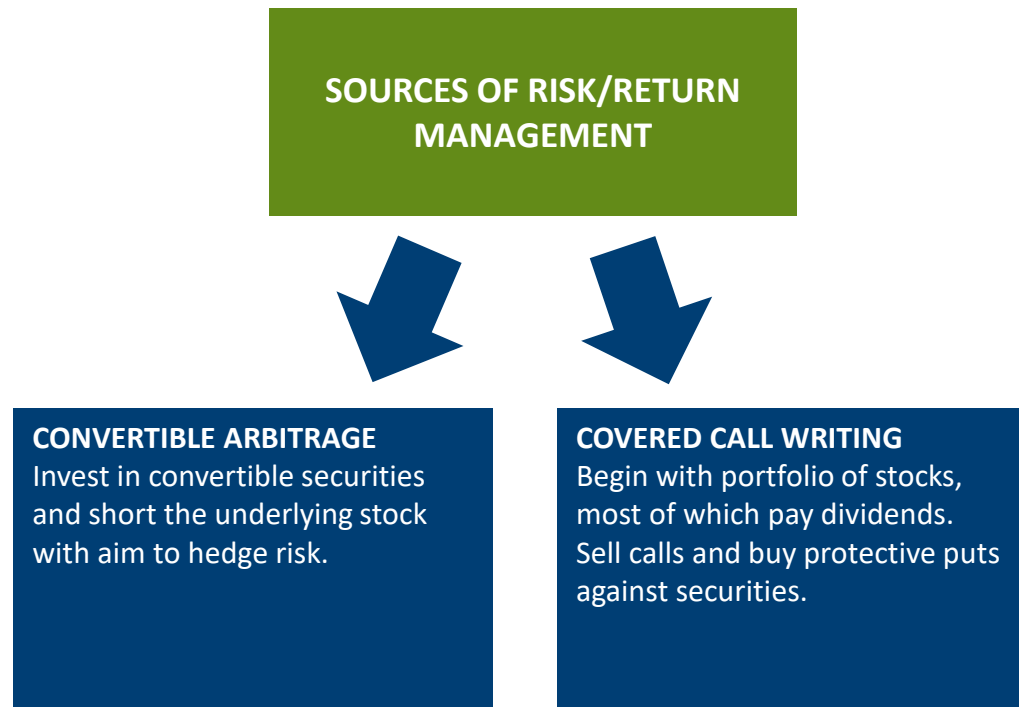 SOURCES OF RISK/RETURN
MANAGEMENT
CONVERTIBLE ARBITRAGE
Invest in convertible securities
and short the underlying stock
with aim to hedge risk.
COVERED CALL WRITING
Begin with portfolio of stocks,
most of which pay dividends.
Sell calls and buy protective puts
against securities.